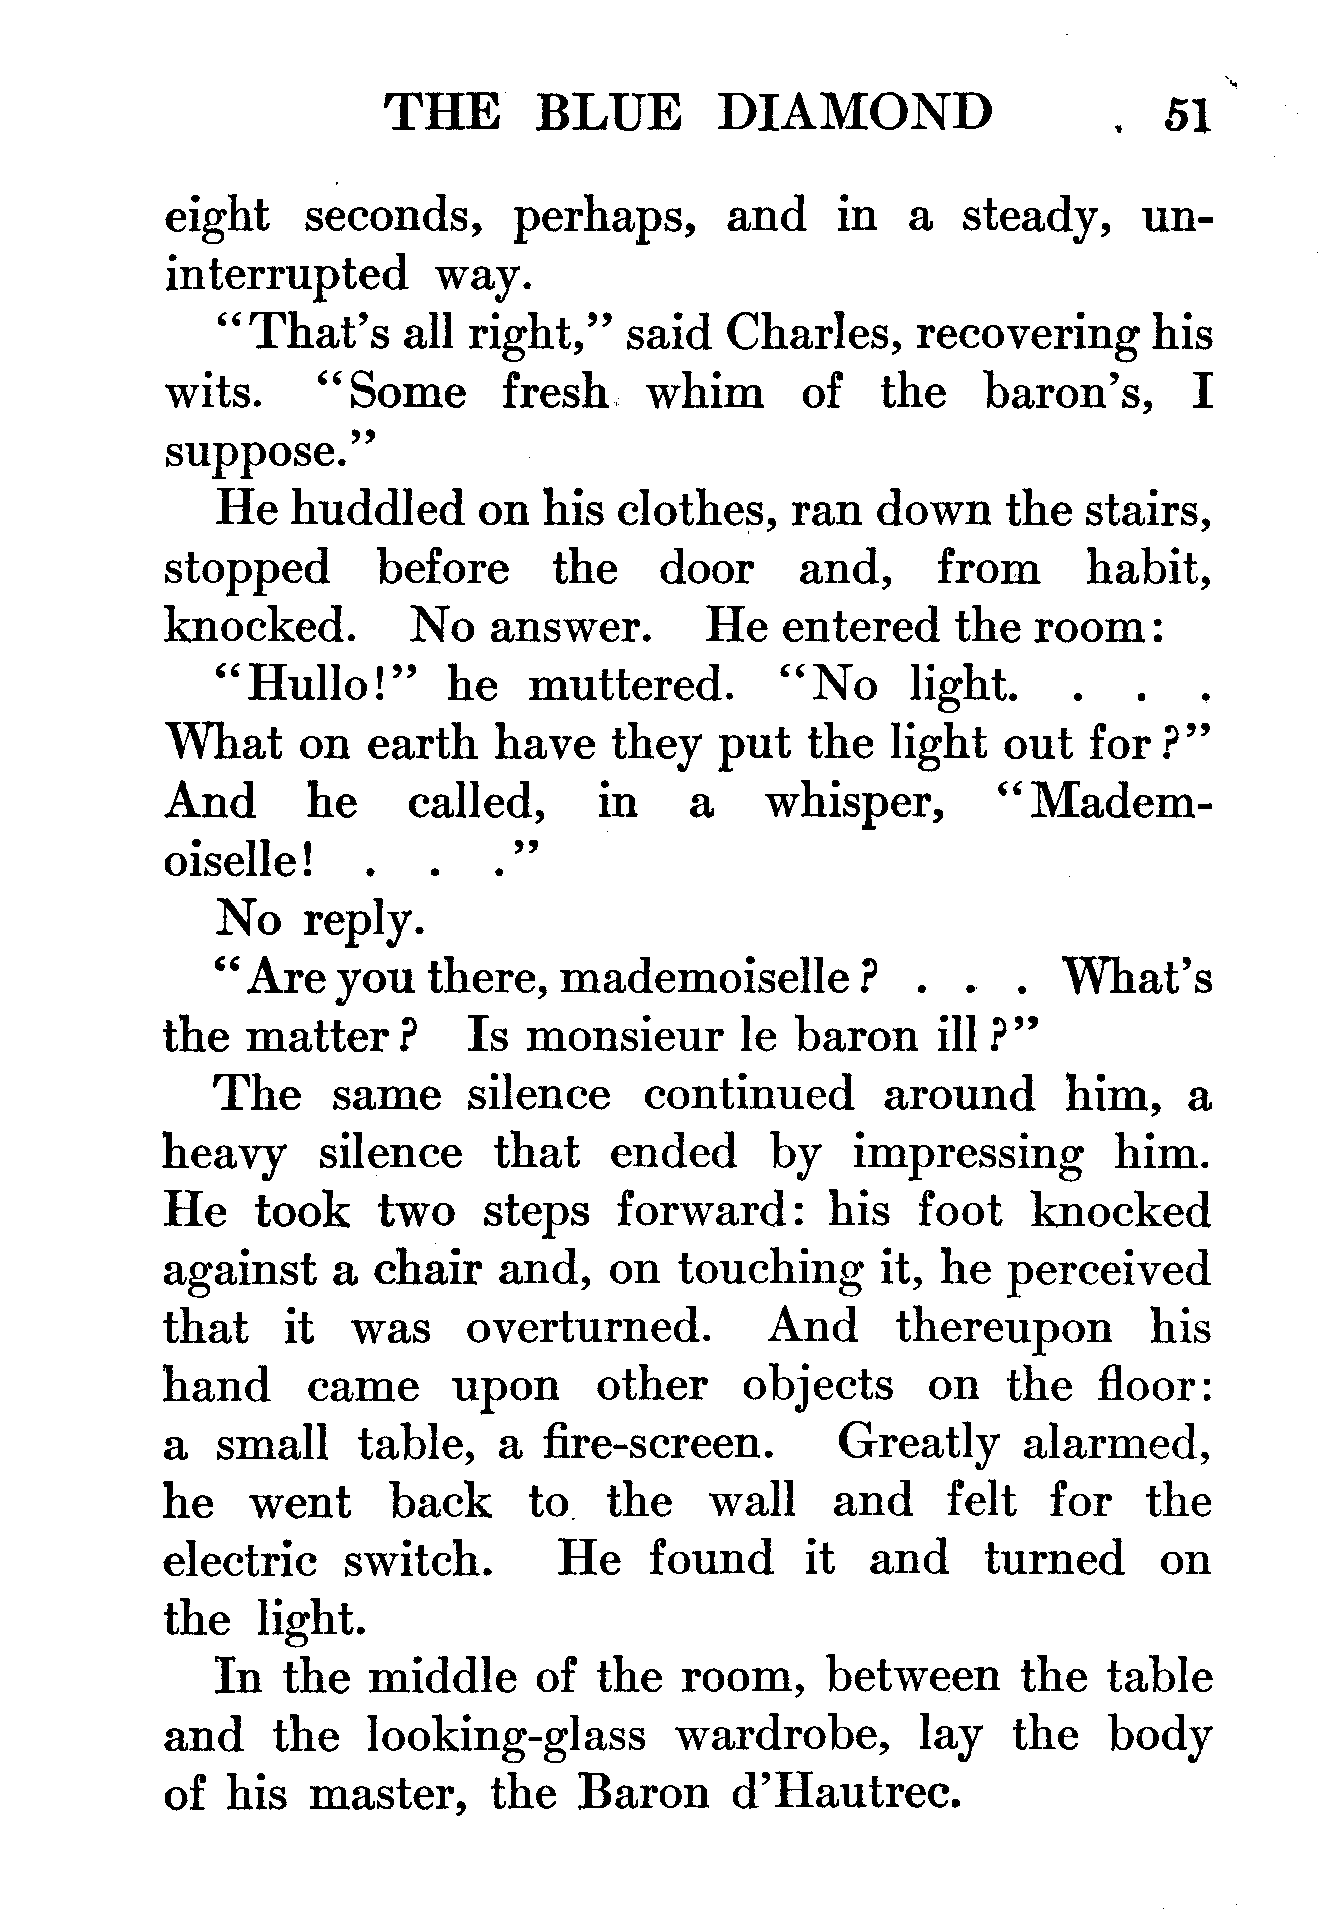 THE BLUE DIAMOND 51
eight seconds, perhaps, and in a steady, un-
interrupted way.
"That's all right," said Charles, recovering his
wits. "Some fresh whim of the baron's, I
suppose."
He huddled on his clothes, ran down the stairs,
stopped before the door and, from habit,
knocked. No answer. He entered the room:
"Hullo!" he muttered. "No light. . . .
What on earth have they put the light out for?"
And he called, in a whisper, "Madem-
oiselle! . . ."
No reply.
"Are you there, mademoiselle? . . . What's
the matter? Is monsieur le baron ill?"
The same silence continued around him, a
heavy silence that ended by impressing him.
He took two steps forward: his foot knocked
against a chair and, on touching it, he perceived
that it was overturned. And thereupon his
hand came upon other objects on the floor:
a small table, a fire-screen. Greatly alarmed,
he went back to the wall and felt for the
electric switch. He found it and turned on
the light.
In the middle of the room, between the table
and the looking-glass wardrobe, lay the body
of his master, the Baron d'Hautrec.